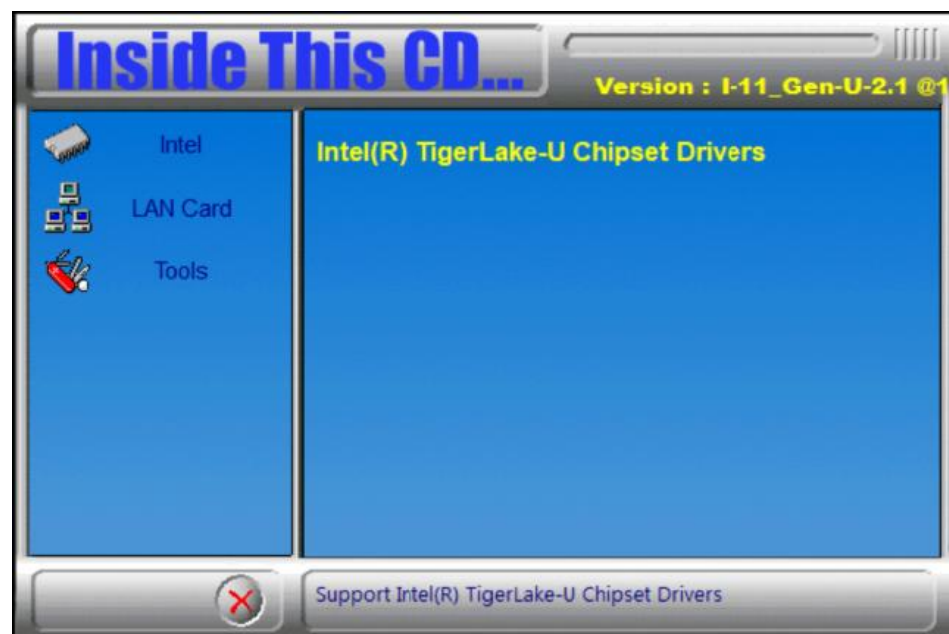 Inside This CD...
Version : I-11_Gen-U-2.1 @1
Intel
LAN Card
Tools
Intel(R) TigerLake-U Chipset Drivers
Support Intel(R) TigerLake-U Chipset Drivers